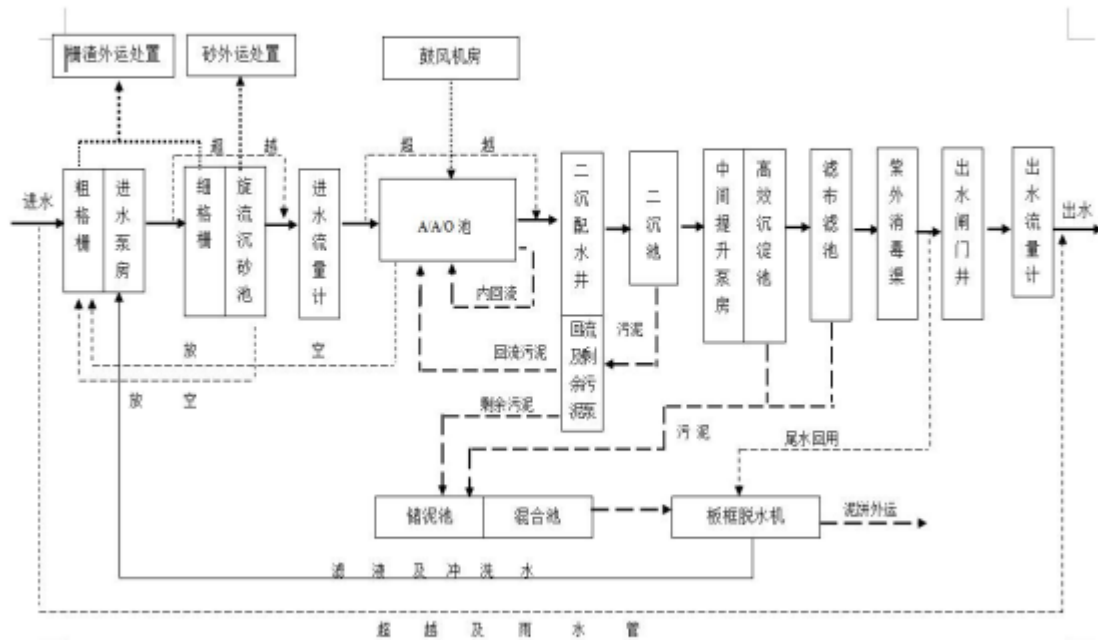 栅渣外运处置
砂外运处置
鼓风机房
超 越
超 越
进水
粗格栅
进水泵房
细格栅
旋流沉砂池
进水流量计
A/A/O池
二沉配水井
二沉池
中间提升泵房
高效沉淀池
滤布滤池
紫外消毒渠
出水闸门井
出水流量计
出水
内回流
回流污泥
回流及剩余污泥泵
污泥
放 空
放 空
剩余污泥
污 泥
尾水回用
储泥池
混合池
板框脱水机
泥饼外运
滤 液 及 冲 洗 水
超 越 及 雨 水 管